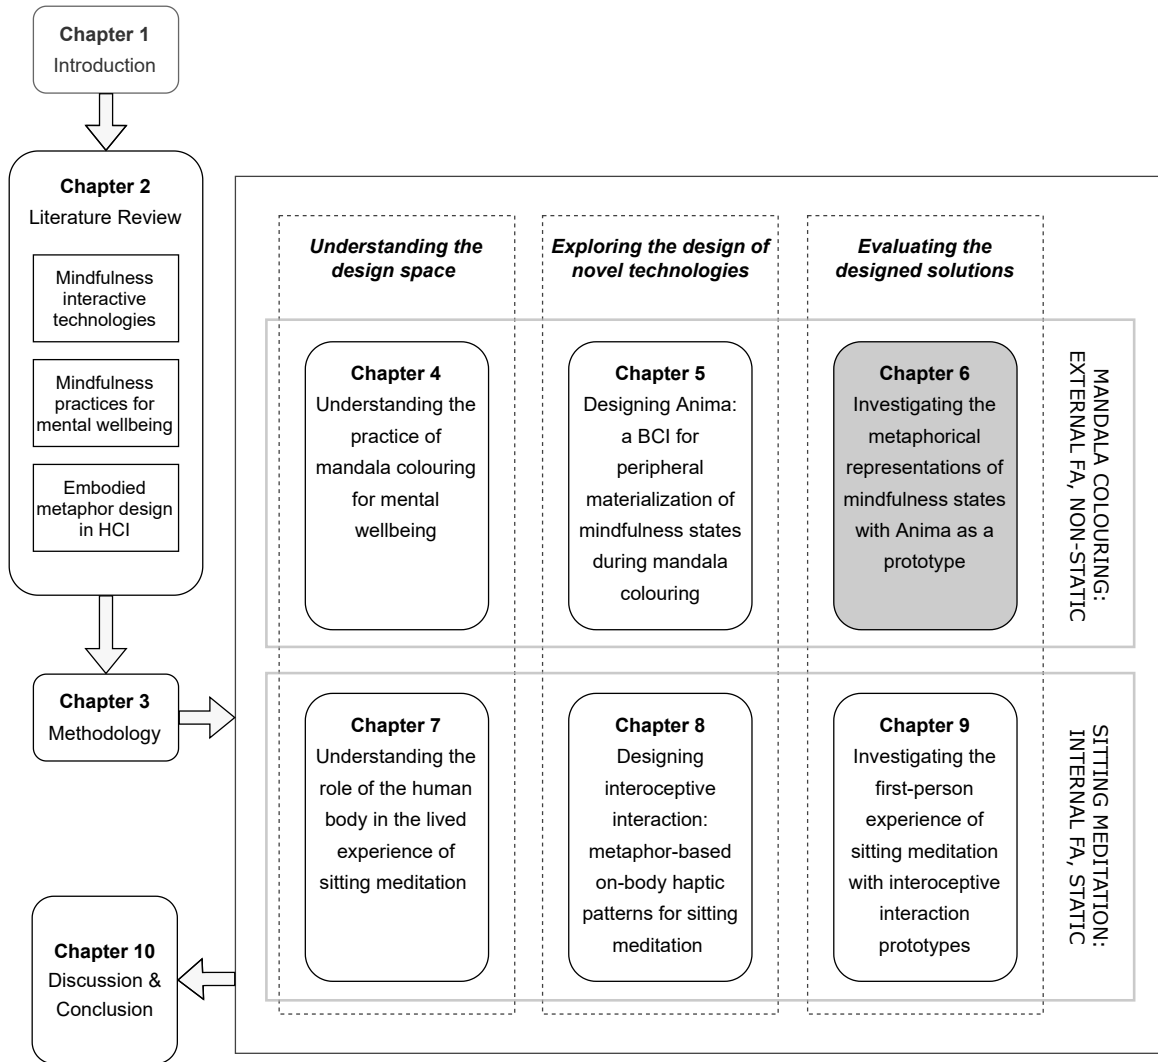 Chapter 1
Introduction
Chapter 2
Literature Review
Mindfulness
interactive
technologies
Mindfulness
practices for
mental wellbeing
Embodied
metaphor design
in HCI
Chapter 3
Methodology
Understanding the
design space
Exploring the design of
novel technologies
Evaluating the
designed solutions
Chapter 4
Understanding the
practice of
mandala colouring
for mental
wellbeing
Chapter 5
Designing Anima:
a BCI for
peripheral
materialization of
mindfulness states
during mandala
colouring
Chapter 6
Investigating the
metaphorical
representations of
mindfulness states
with Anima as a
prototype
MANDALA COLOURING:
EXTERNAL FA, NON-STATIC
Chapter 7
Understanding the
role of the human
body in the lived
experience of
sitting meditation
Chapter 8
Designing
interoceptive
interaction:
metaphor-based
on-body haptic
patterns for sitting
meditation
Chapter 9
Investigating the
first-person
experience of
sitting meditation
with interoceptive
interaction
prototypes
SITTING MEDITATION:
INTERNAL FA, STATIC
Chapter 10
Discussion &
Conclusion